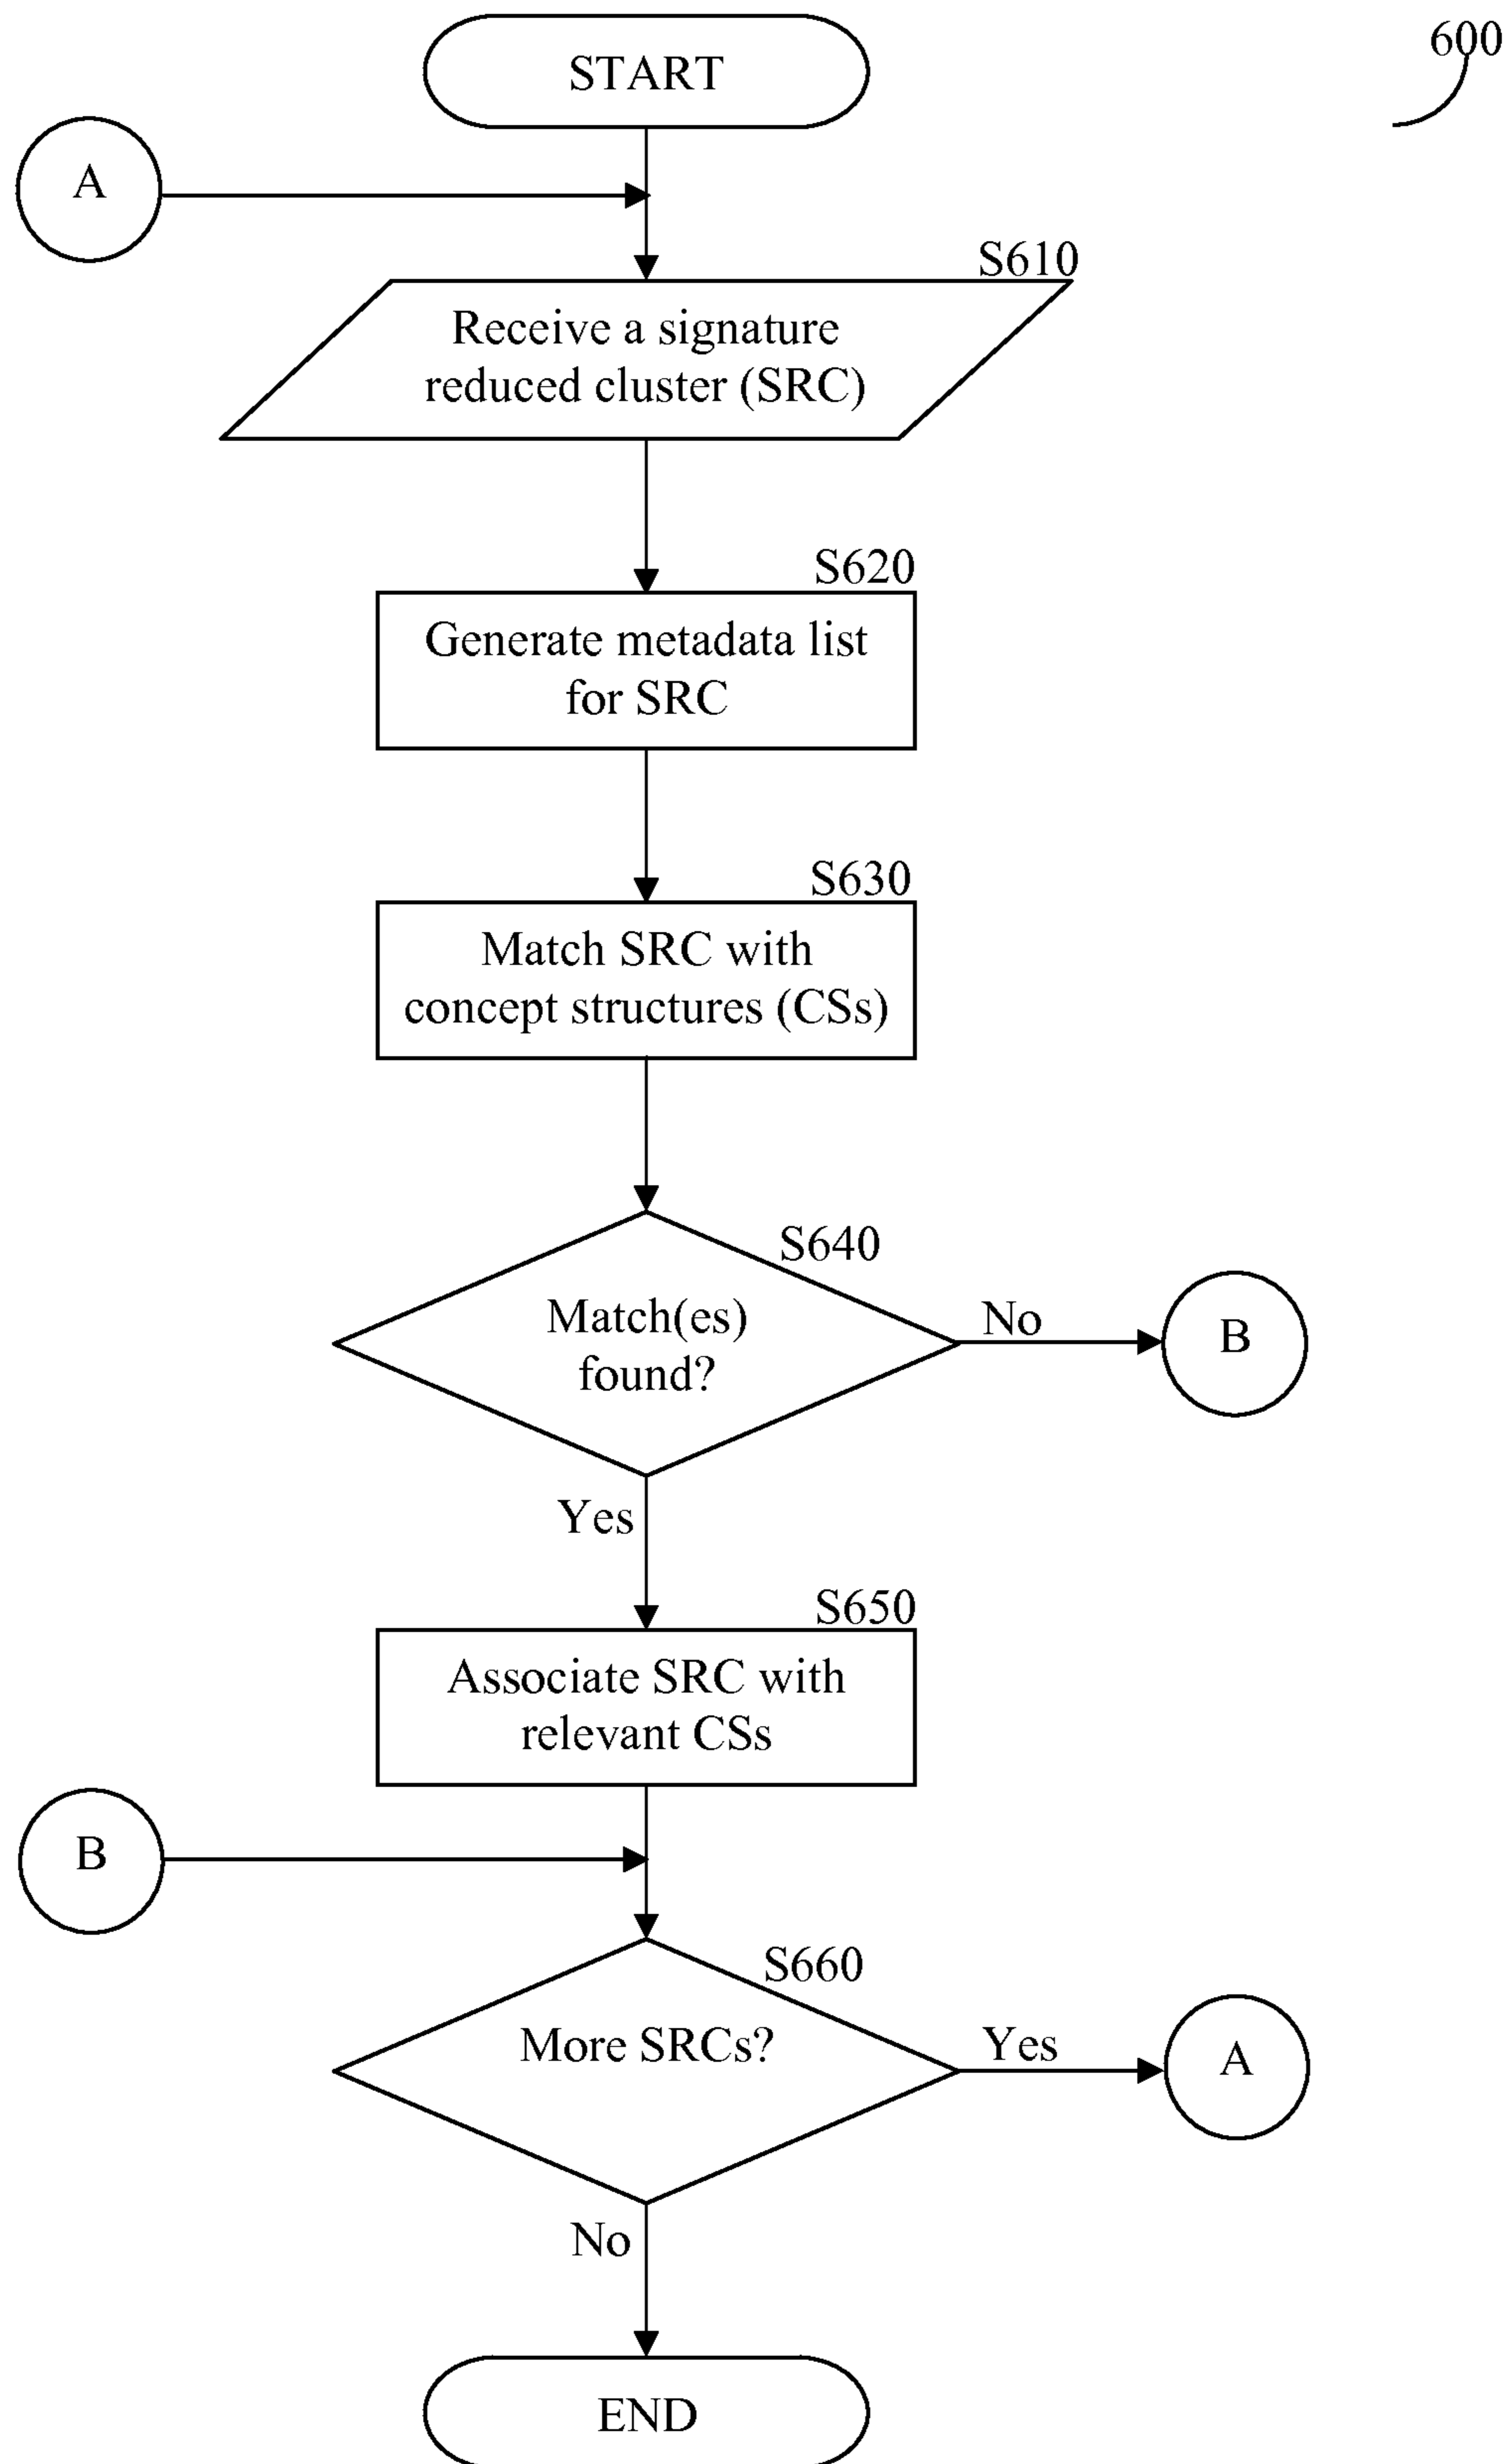 START
600
A
S610
Receive a signature
reduced cluster (SRC)
S620
Generate metadata list
for SRC
S630
Match SRC with
concept structures (CSs)
S640
Match(es)
found?
No
B
Yes
S650
Associate SRC with
relevant CSs
B
S660
More SRCs?
Yes
A
No
END